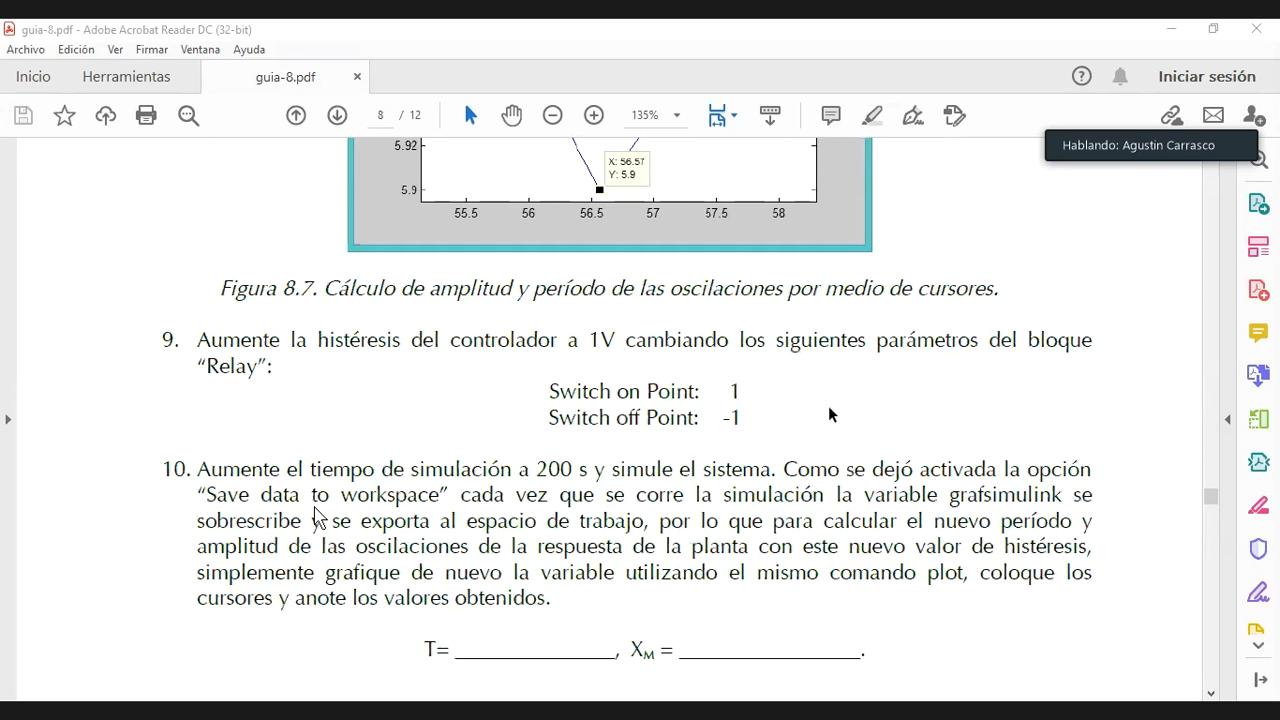 guia-8.pdf - Adobe Acrobat Reader DC (32-bit)
Archivo Edición Ver Firmar Ventana Ayuda
Inicio Herramientas guia-8.pdf × Iniciar sesión
8 / 12 135%
Hablando: Agustin Carrasco
5.92
X: 56.57
Y: 5.9
5.9
55.5 56 56.5 57 57.5 58
Figura 8.7. Cálculo de amplitud y período de las oscilaciones por medio de cursores.
9. Aumente la histéresis del controlador a 1V cambiando los siguientes parámetros del bloque
“Relay”:
Switch on Point: 1
Switch off Point: -1
10. Aumente el tiempo de simulación a 200 s y simule el sistema. Como se dejó activada la opción
“Save data to workspace” cada vez que se corre la simulación la variable grafsimulink se
sobrescribe y se exporta al espacio de trabajo, por lo que para calcular el nuevo período y
amplitud de las oscilaciones de la respuesta de la planta con este nuevo valor de histéresis,
simplemente grafique de nuevo la variable utilizando el mismo comando plot, coloque los
cursores y anote los valores obtenidos.
T= _______________, XM = _________________.